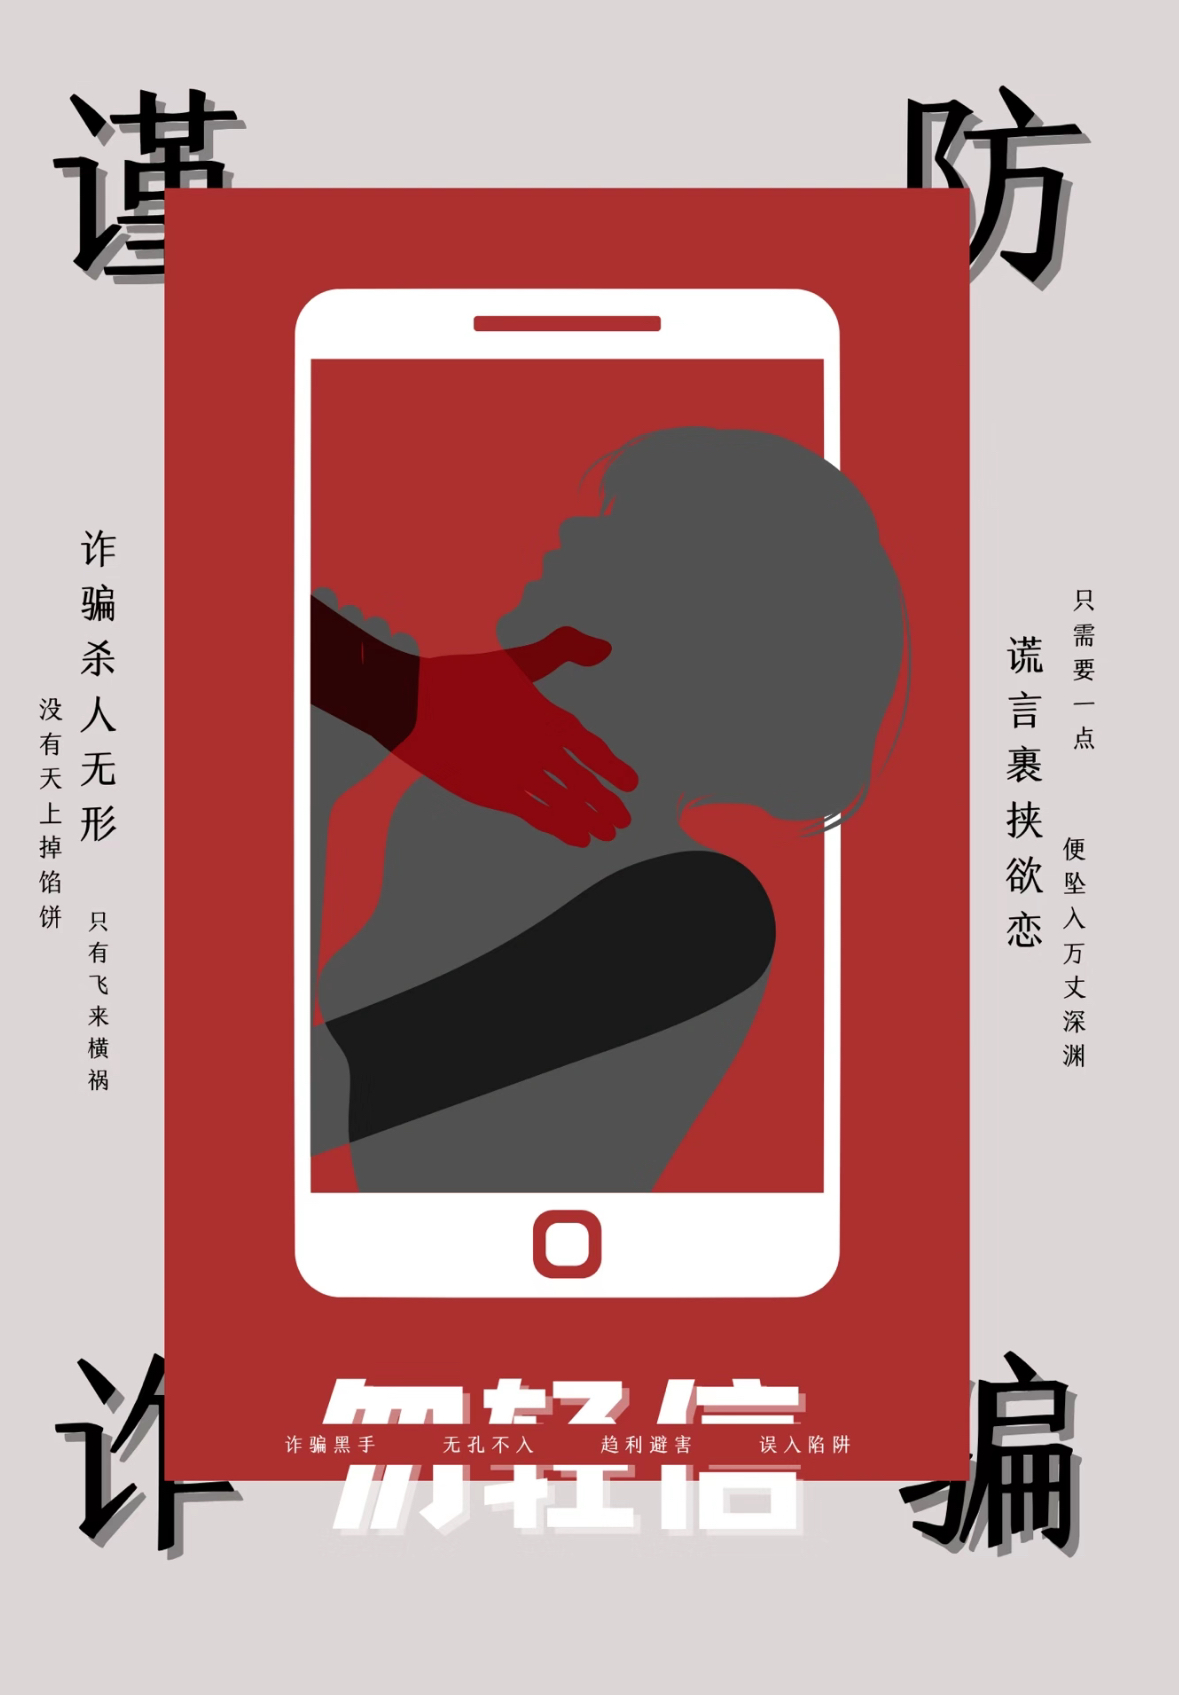 谨防
诈骗杀人无形
没有天上掉馅饼
只有飞来横祸
只需要一点
谎言裹挟欲恋
便坠入万丈深渊
诈骗
勿轻信
诈骗黑手 无孔不入 趋利避害 误入陷阱